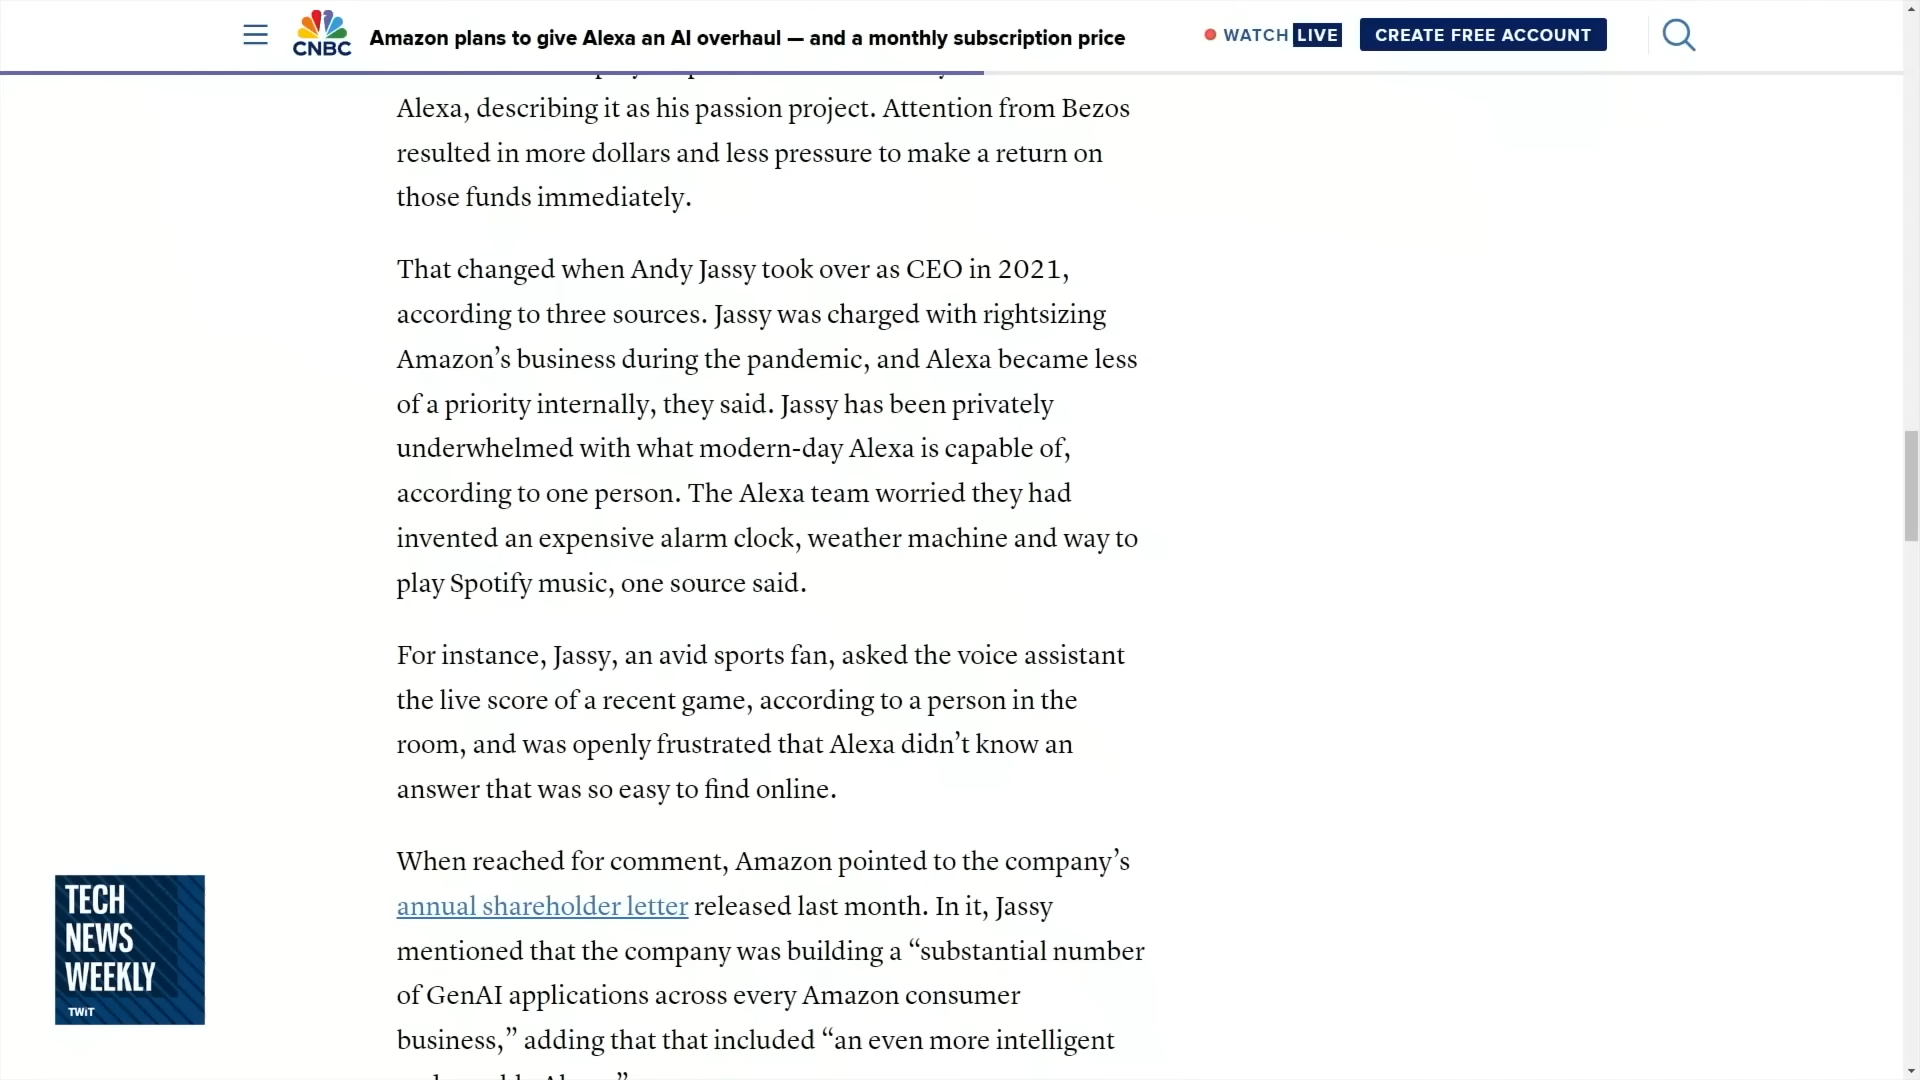 CNBC
Amazon plans to give Alexa an AI overhaul — and a monthly subscription price
WATCH LIVE
CREATE FREE ACCOUNT
Alexa, describing it as his passion project. Attention from Bezos
resulted in more dollars and less pressure to make a return on
those funds immediately.
That changed when Andy Jassy took over as CEO in 2021,
according to three sources. Jassy was charged with rightsizing
Amazon’s business during the pandemic, and Alexa became less
of a priority internally, they said. Jassy has been privately
underwhelmed with what modern-day Alexa is capable of,
according to one person. The Alexa team worried they had
invented an expensive alarm clock, weather machine and way to
play Spotify music, one source said.
For instance, Jassy, an avid sports fan, asked the voice assistant
the live score of a recent game, according to a person in the
room, and was openly frustrated that Alexa didn’t know an
answer that was so easy to find online.
When reached for comment, Amazon pointed to the company’s
annual shareholder letter released last month. In it, Jassy
mentioned that the company was building a “substantial number
of GenAI applications across every Amazon consumer
business,” adding that that included “an even more intelligent
TECH
NEWS
WEEKLY
TWiT